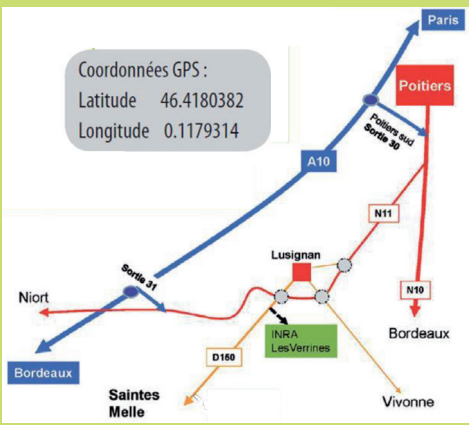 Paris
Coordonnées GPS :
Latitude 46.4180382
Longitude 0.1179314
Poitiers
Poitiers sud
Sortie 30
A10
N11
Lusignan
Sortie 31
Niort
N10
INRA
LesVerrines
Bordeaux
D150
Bordeaux
Saintes
Melle
Vivonne